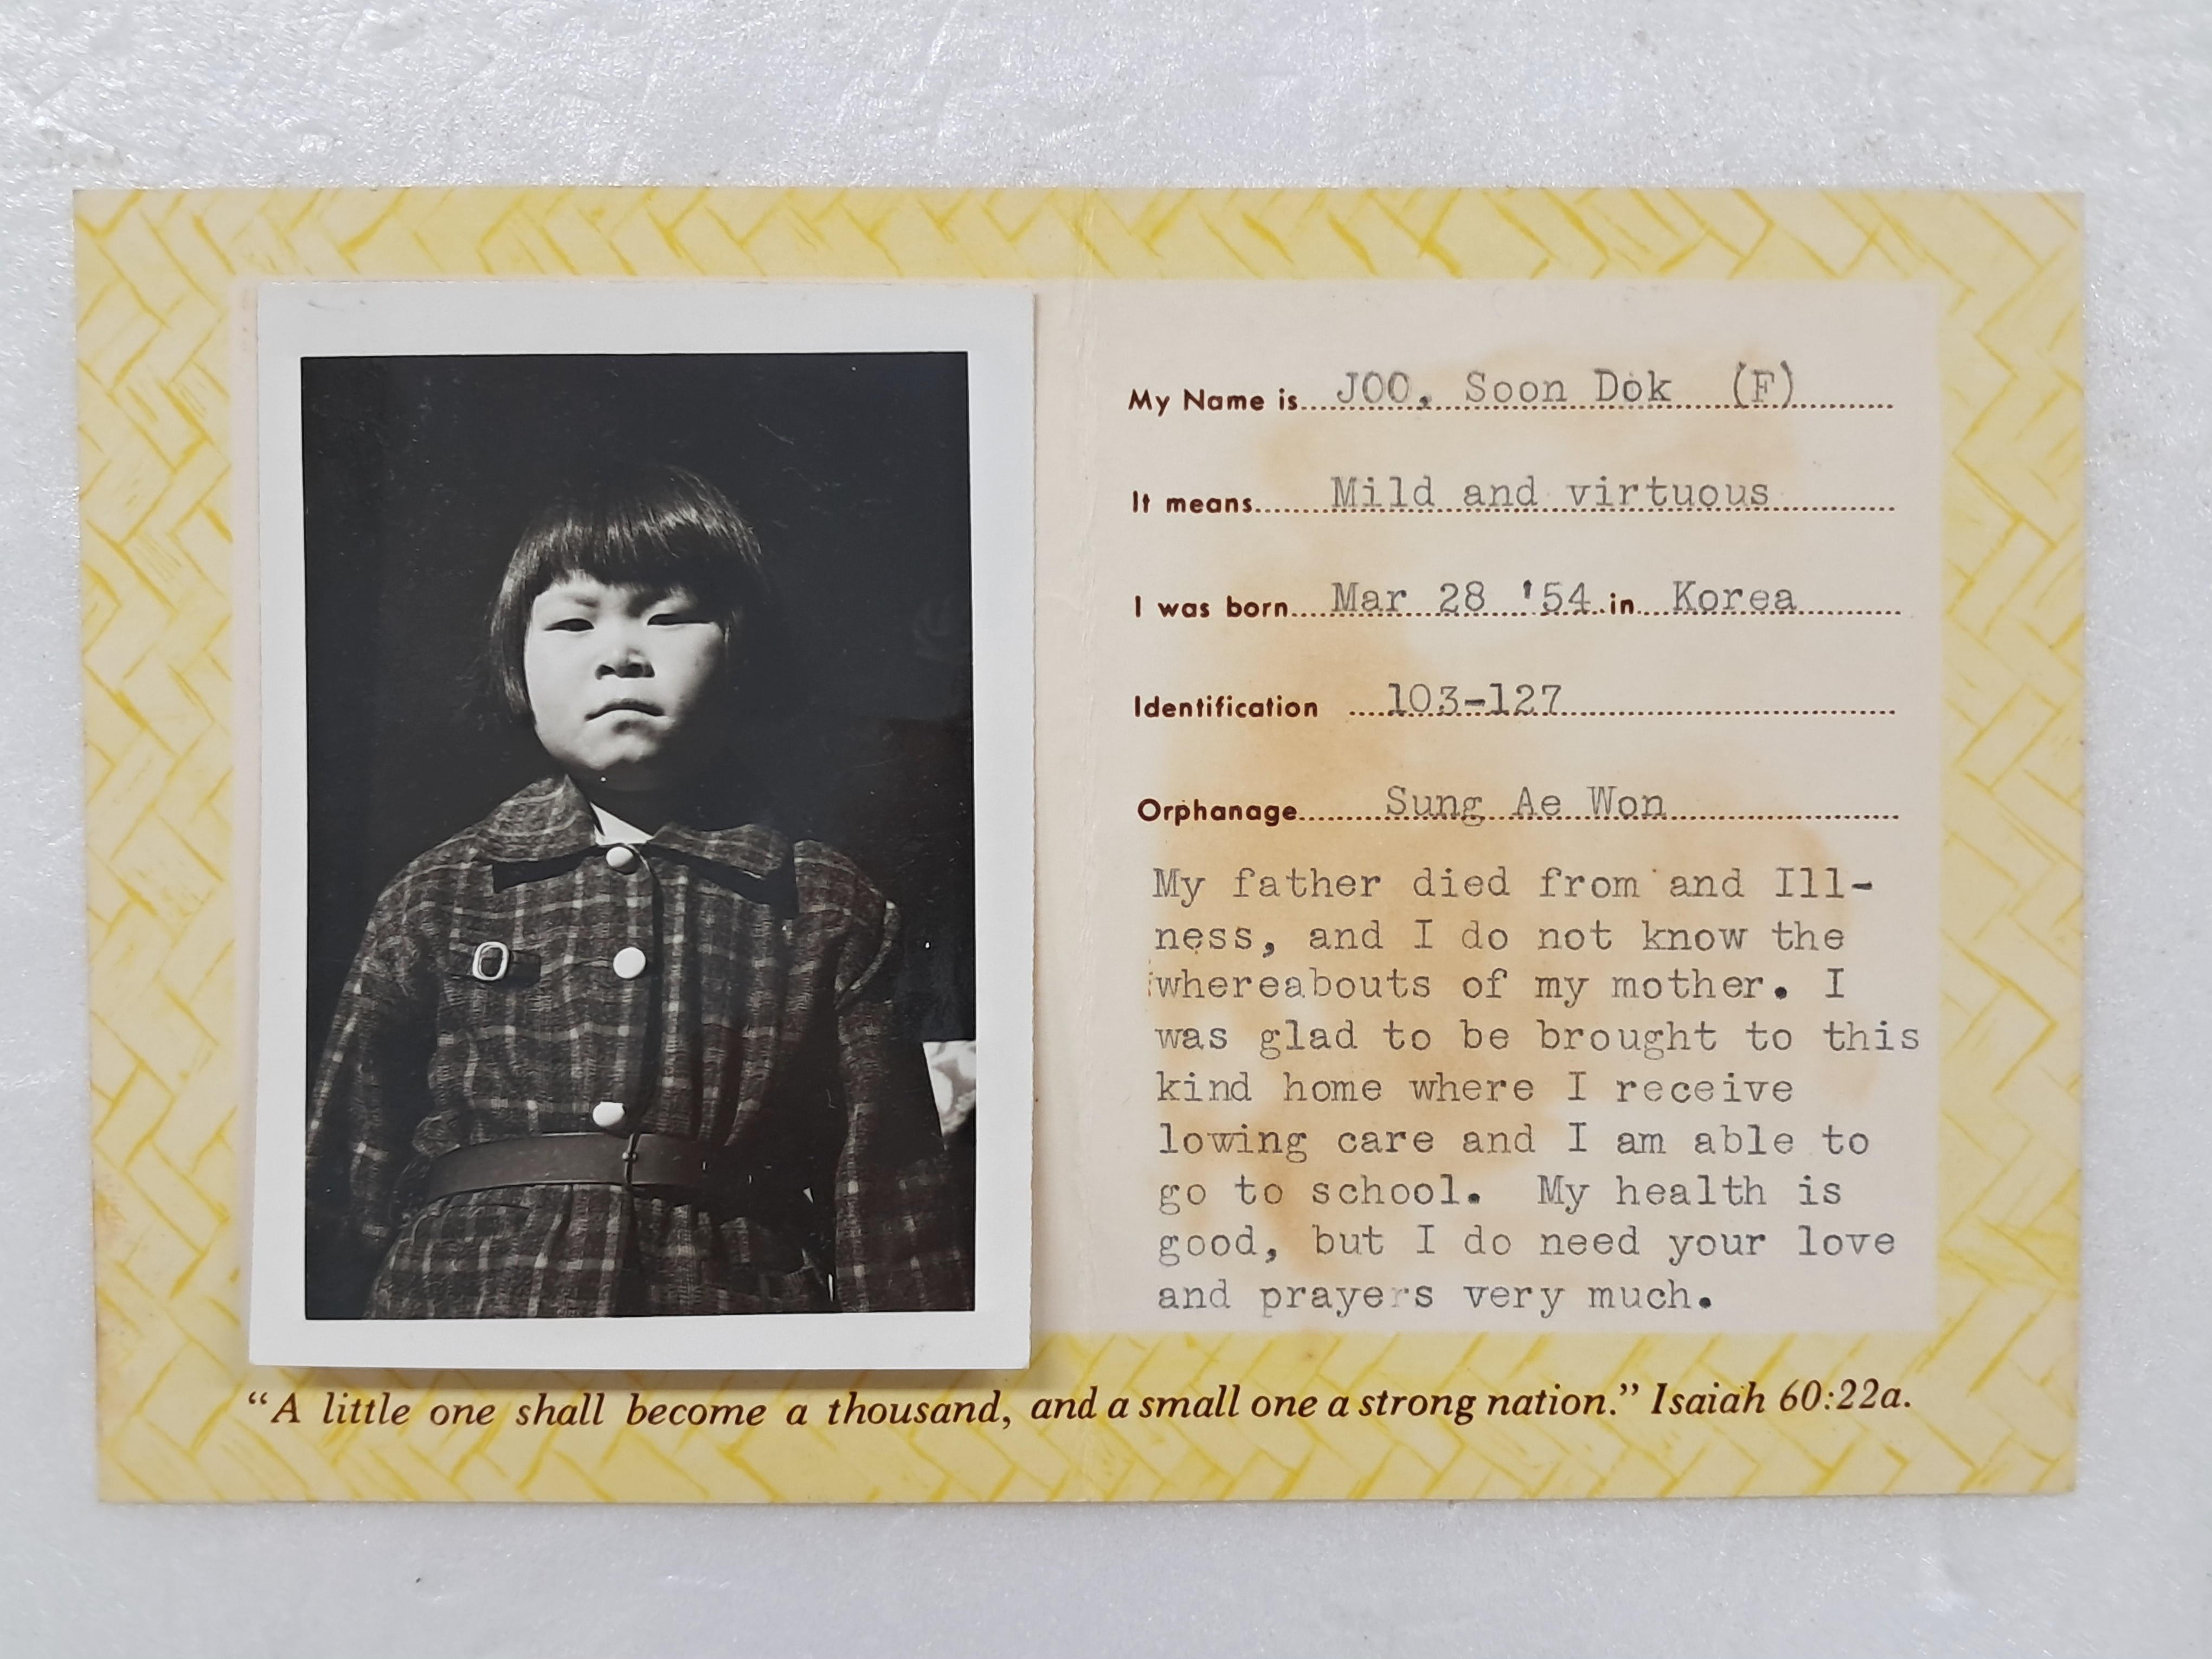 My Name is JOO, Soon Dok (F)
It means Mild and virtuous
I was born Mar 28 '54 in Korea
Identification 103-127
Orphanage Sung Ae Won
My father died from and Ill-
ness, and I do not know the
whereabouts of my mother. I
was glad to be brought to this
kind home where I receive
lowing care and I am able to
go to school. My health is
good, but I do need your love
and prayers very much.
“A little one shall become a thousand, and a small one a strong nation.” Isaiah 60:22a.